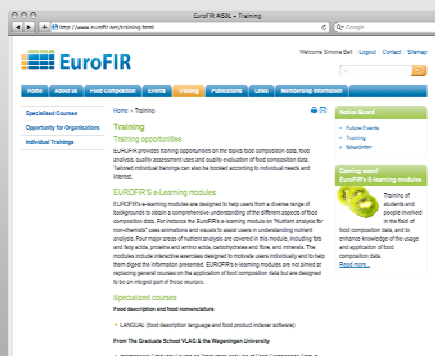 EuroFIR AISBL - Training
http://www.eurofir.com/training.html
Google
Welcome Simone Bell Logout Contact Sitemap
EuroFIR
Home About us Food Composition Events Training Publications Links Membership Information
Specialised Courses
Opportunity for Organisations
Individual Trainings
Home » Training
Training
Training opportunities
EUROFIR provides training opportunities on the topics food composition data, food
analysis, quality assessment uses and quality evaluation of food composition data.
Tailored individual trainings can also be booked according to individual needs and
interest.
EUROFIR'S e-Learning modules
EUROFIR's e-learning modules are designed to help users from a diverse range of
backgrounds to obtain a comprehensive understanding of the different aspects of food
composition data. For instance the EuroFIR e-learning module on "Nutrient analysis for
non-chemists" uses animations and visuals to assist users in understanding nutrient
analysis. Four major areas of nutrient analysis are covered in this module, including fats
and fatty acids, proteins and amino acids, carbohydrates and fibre, and minerals. The
modules include interactive exercises designed to motivate users individually and to help
them digest the information presented. EUROFIR's e-learning modules are not aimed at
replacing general courses on the application of food composition data but are designed
to be an integral part of these courses.
Specialized courses
Food description and food nomenclature
LANGUAL (food description language and food product indexer software)
From The Graduate School VLAG & the Wageningen University
Notice Board
Future Events
Training
Newsletter
Coming soon!
EuroFIR's E-learning modules
Training of
students and
people involved
in the field of
food composition data, and to
enhance knowledge of the usage
and application of food
composition data.
Read more...